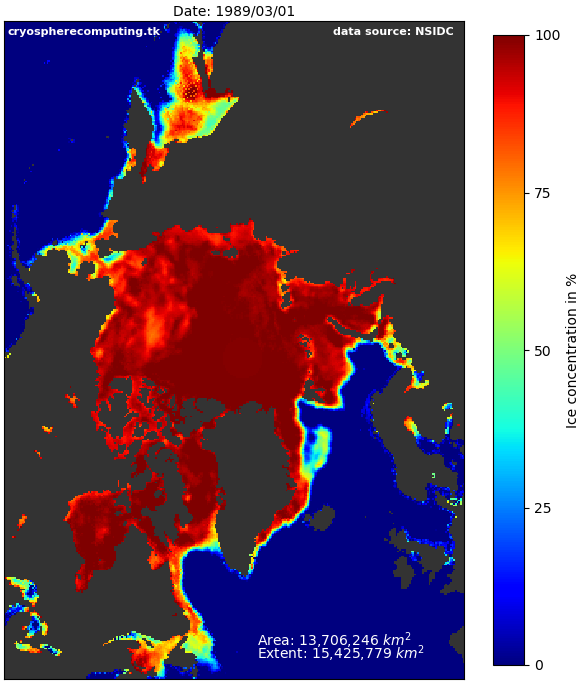 Date: 1989/03/01
cryospherecomputing.tk
data source: NSIDC
100
75
50
25
0
Ice concentration in %
Area: 13,706,246 km²
Extent: 15,425,779 km²